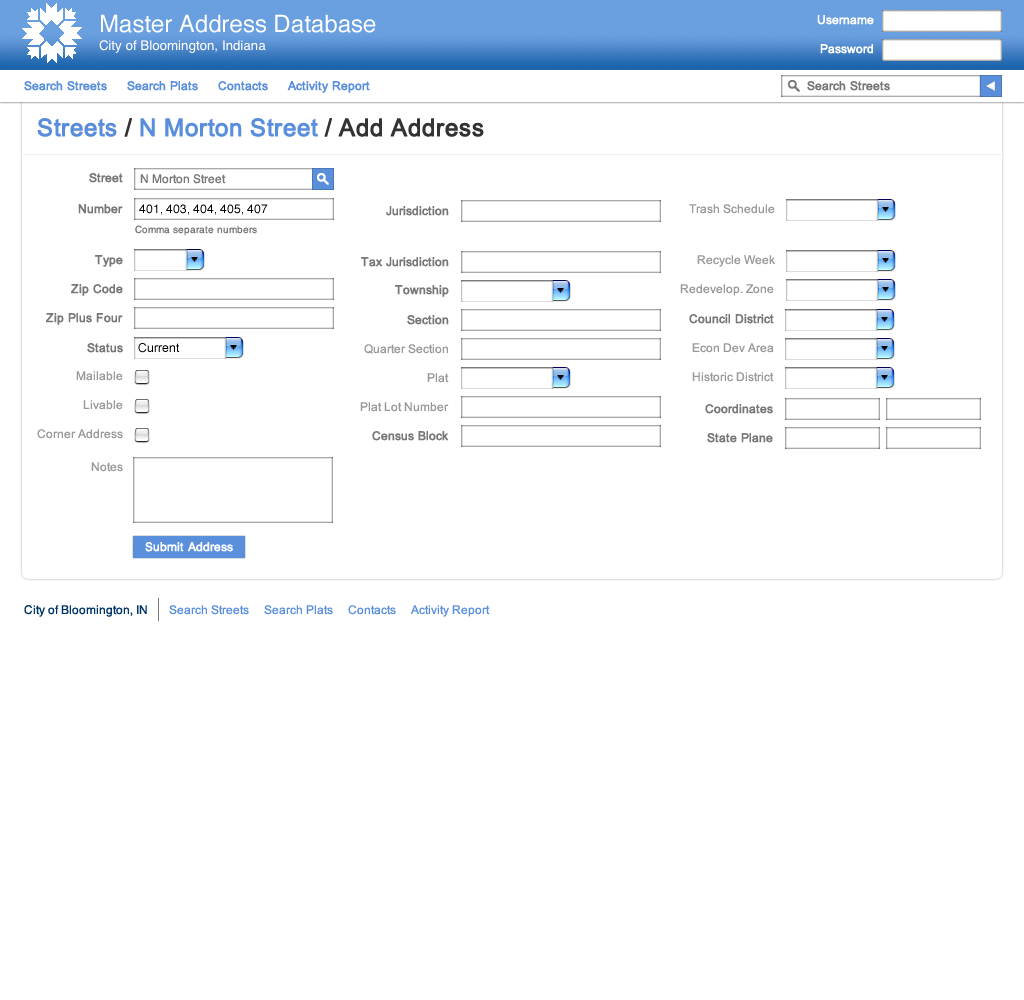 Master Address Database
City of Bloomington, Indiana
Username
Password
Search Streets Search Plats Contacts Activity Report
Search Streets
Streets / N Morton Street / Add Address
Street N Morton Street
Number 401, 403, 404, 405, 407
Comma separate numbers
Type
Zip Code
Zip Plus Four
Status Current
Mailable
Livable
Corner Address
Notes
Submit Address
Jurisdiction
Tax Jurisdiction
Township
Section
Quarter Section
Plat
Plat Lot Number
Census Block
Trash Schedule
Recycle Week
Redevelop. Zone
Council District
Econ Dev Area
Historic District
Coordinates
State Plane
City of Bloomington, IN Search Streets Search Plats Contacts Activity Report